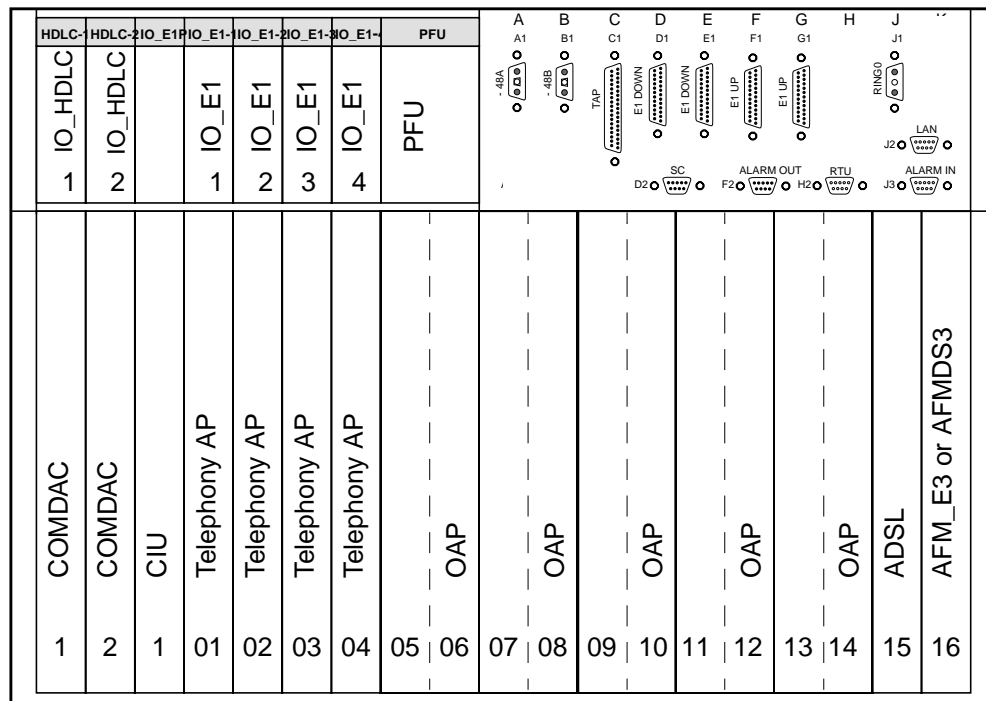 HDLC-1 HDLC-2 IO_E1P IO_E1-1 IO_E1-2 IO_E1-3 IO_E1-4 PFU
IO_HDLC IO_HDLC IO_E1 IO_E1 IO_E1 IO_E1 PFU
1 2 1 2 3 4
A B C D E F G H J
A1 B1 C1 D1 E1 F1 G1 J1
- 48A - 48B TAP E1 DOWN E1 DOWN E1 UP E1 UP RING0
LAN
J2
SC ALARM OUT RTU ALARM IN
D2 F2 H2 J3
COMDAC COMDAC CIU Telephony AP Telephony AP Telephony AP Telephony AP OAP OAP OAP OAP OAP ADSL AFM_E3 or AFMDS3
1 2 1 01 02 03 04 05 06 07 08 09 10 11 12 13 14 15 16